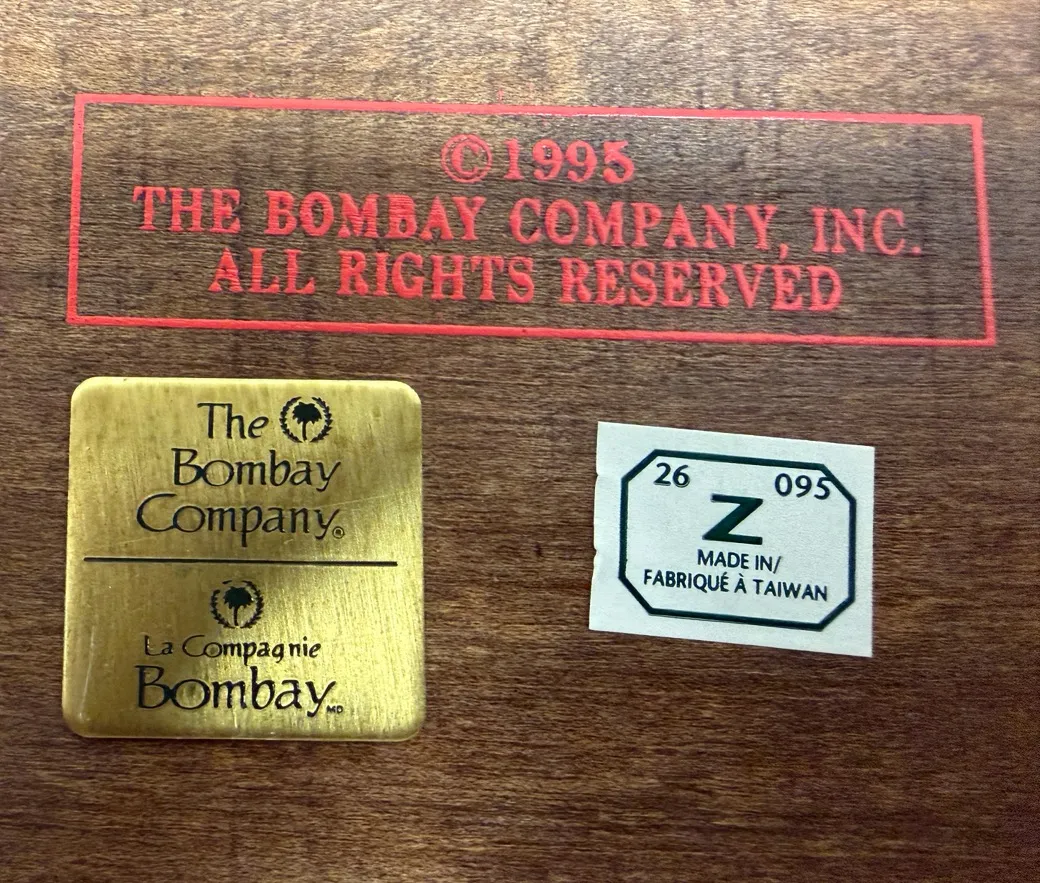 ©1995
THE BOMBAY COMPANY, INC.
ALL RIGHTS RESERVED
The
Bombay
Company®
La Compagnie
Bombay MD
26 095
Z
MADE IN/
FABRIQUÉ À TAIWAN